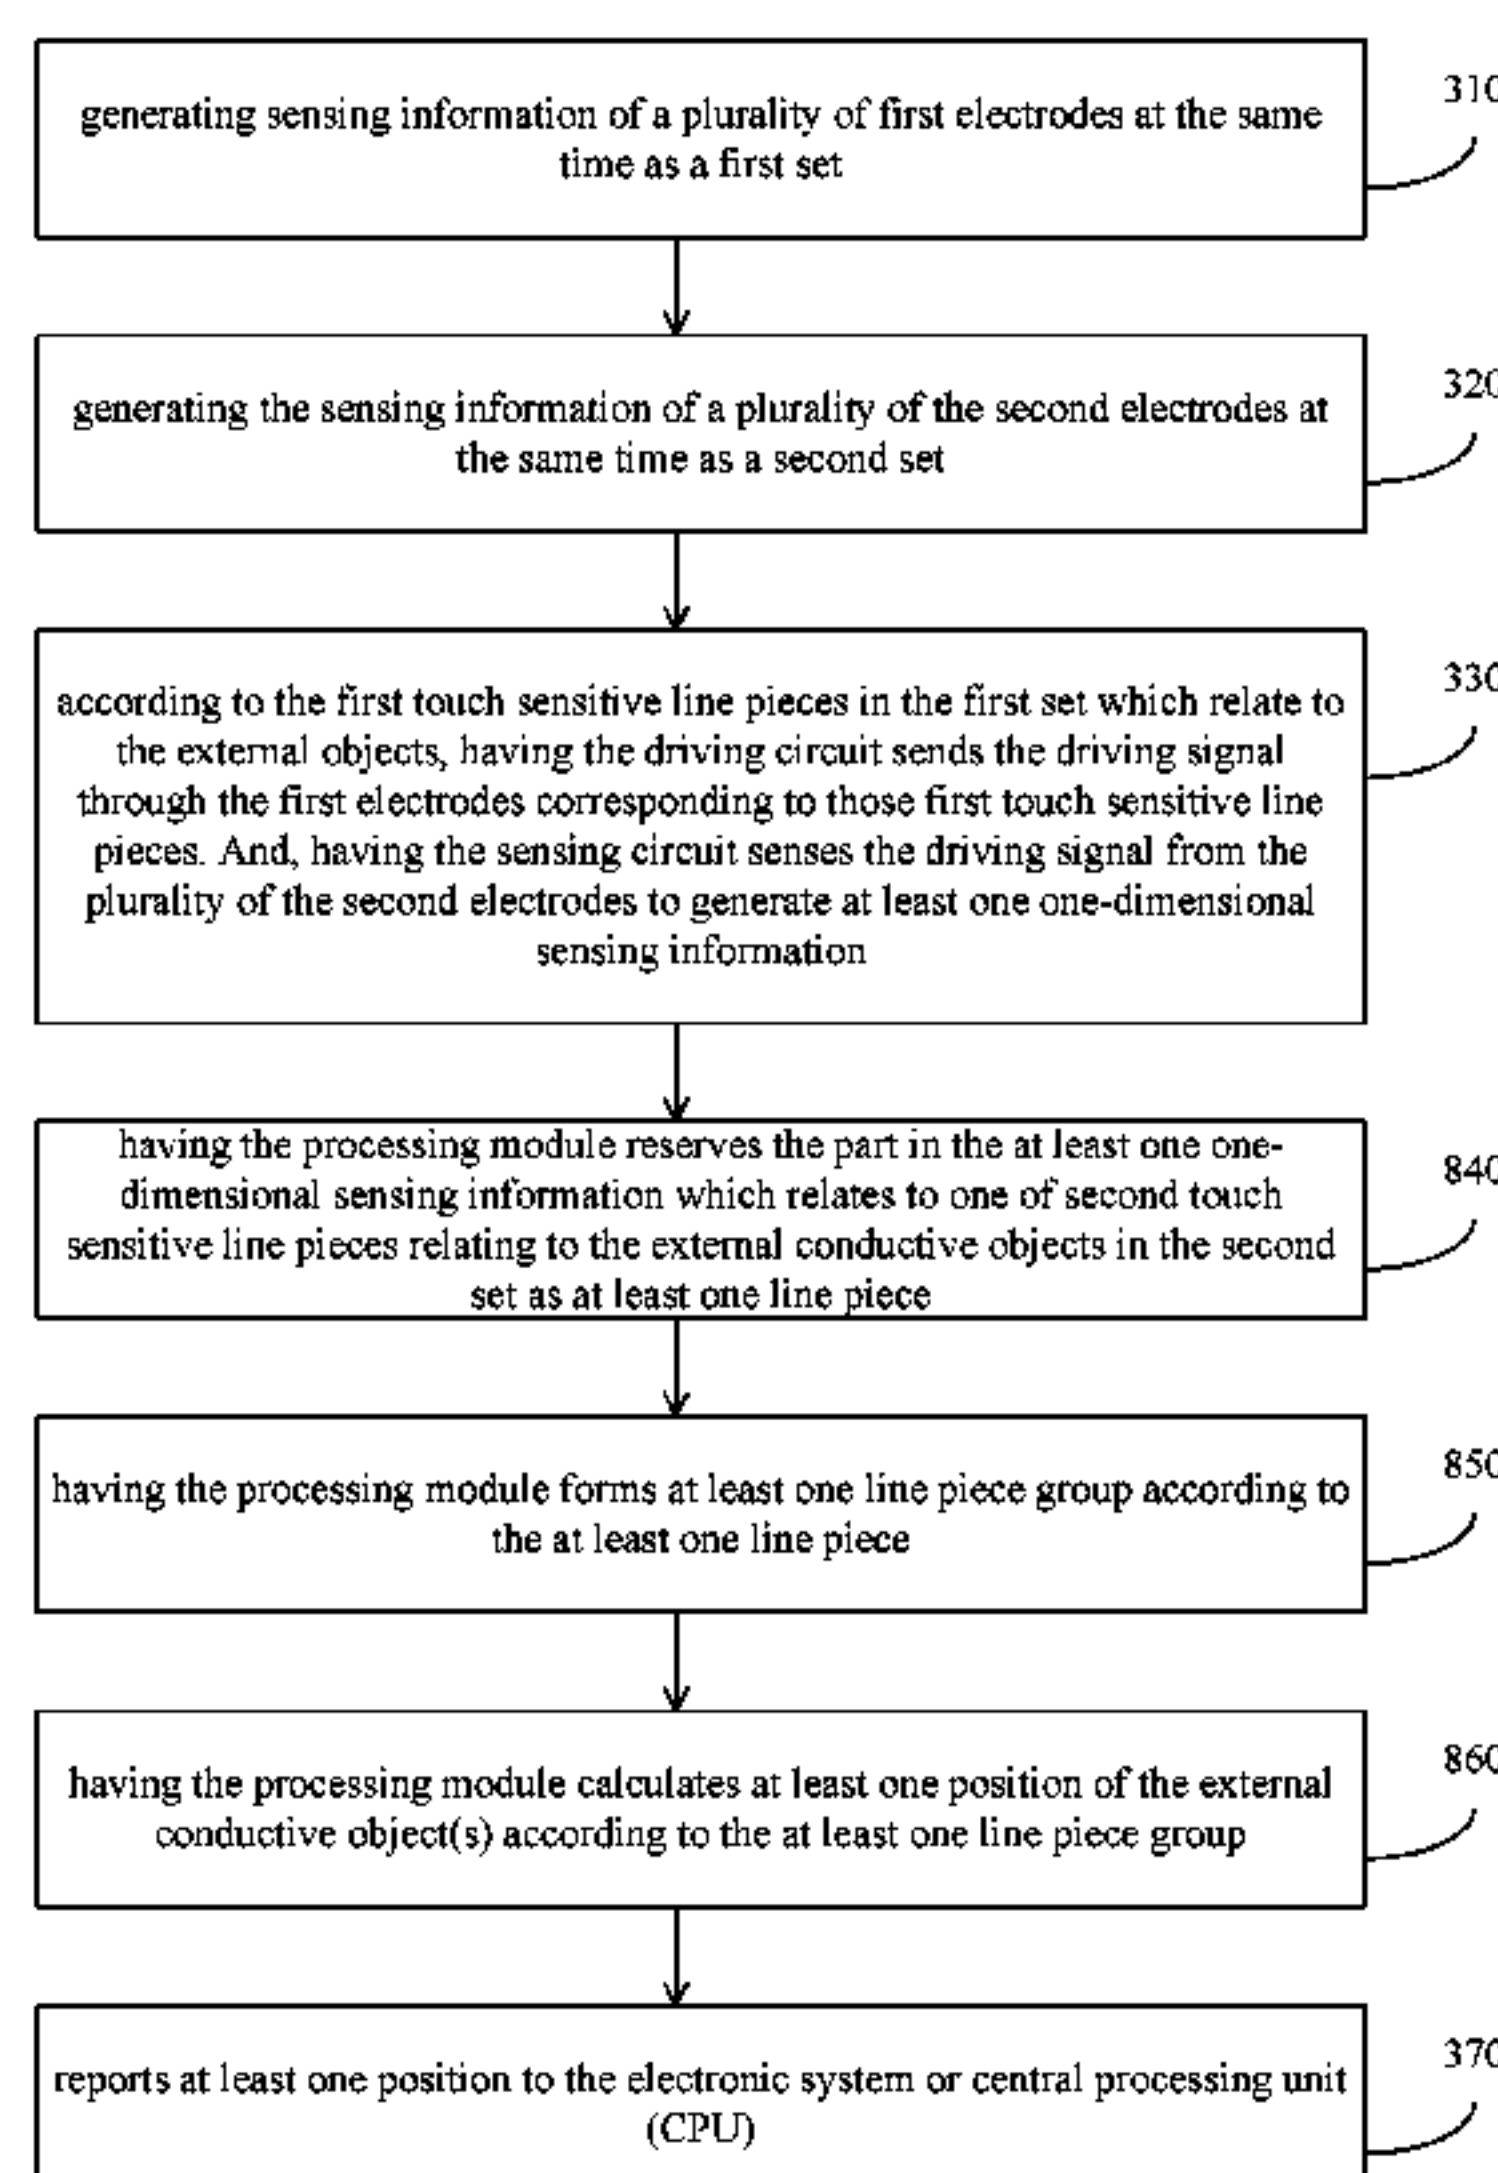 generating sensing information of a plurality of first electrodes at the same
time as a first set
310
generating the sensing information of a plurality of the second electrodes at
the same time as a second set
320
according to the first touch sensitive line pieces in the first set which relate to
the external objects, having the driving circuit sends the driving signal
through the first electrodes corresponding to those first touch sensitive line
pieces. And, having the sensing circuit senses the driving signal from the
plurality of the second electrodes to generate at least one one-dimensional
sensing information
330
having the processing module reserves the part in the at least one one-
dimensional sensing information which relates to one of second touch
sensitive line pieces relating to the external conductive objects in the second
set as at least one line piece
840
having the processing module forms at least one line piece group according to
the at least one line piece
850
having the processing module calculates at least one position of the external
conductive object(s) according to the at least one line piece group
860
reports at least one position to the electronic system or central processing unit
(CPU)
370